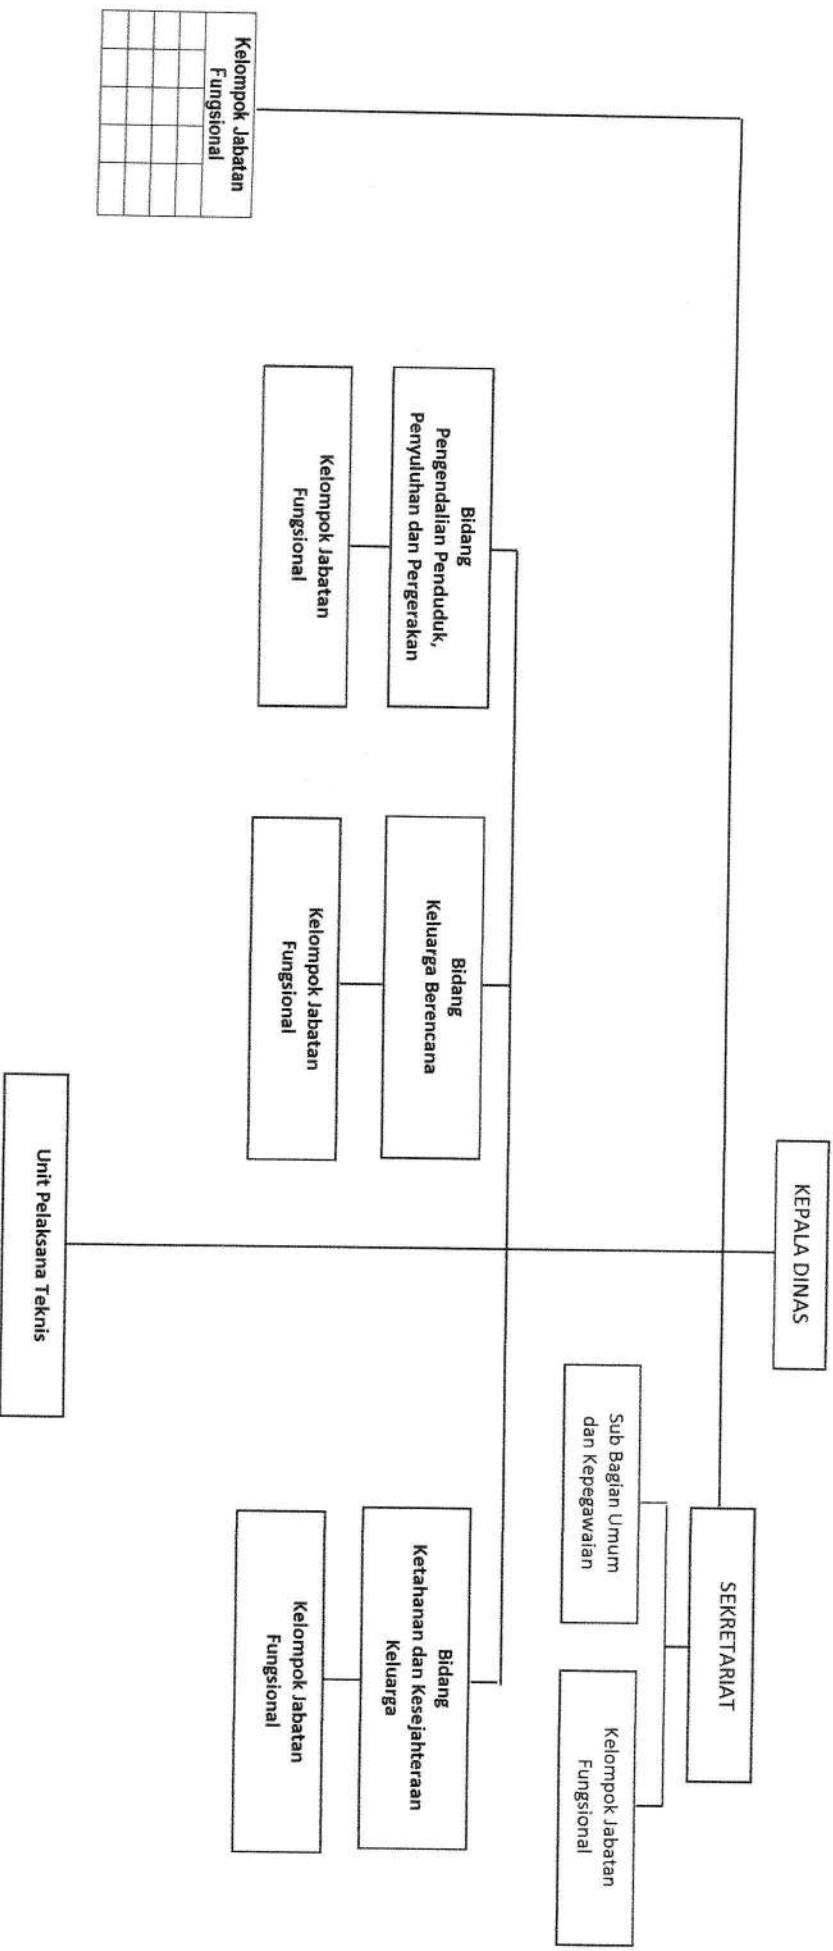 KEPALA DINAS
SEKRETARIAT
Sub Bagian Umum
dan Kepegawaian
Kelompok Jabatan
Fungsional
Kelompok Jabatan
Fungsional
Bidang
Pengendalian Penduduk,
Penyuluhan dan Pergerakan
Kelompok Jabatan
Fungsional
Bidang
Keluarga Berencana
Kelompok Jabatan
Fungsional
Bidang
Ketahanan dan Kesejahteraan
Keluarga
Kelompok Jabatan
Fungsional
Unit Pelaksana Teknis